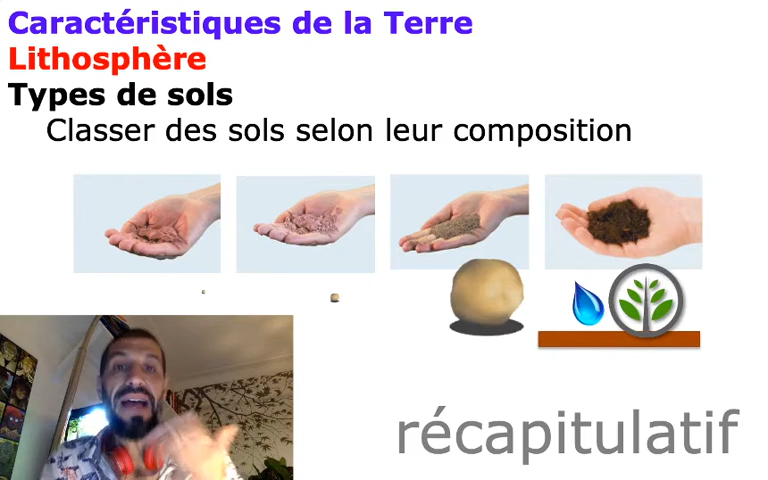 Caractéristiques de la Terre
Lithosphère
Types de sols
Classer des sols selon leur composition
récapitulatif